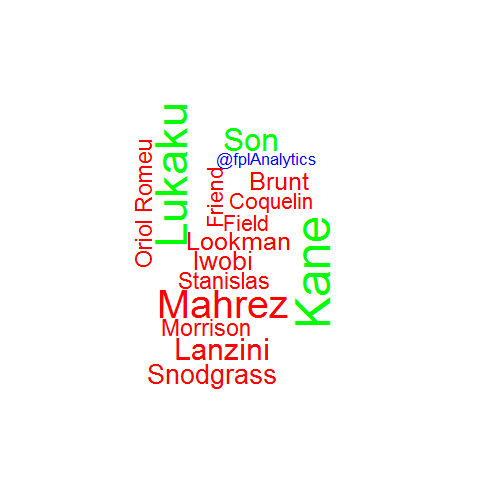 Lukaku
Son
@fplAnalytics
Oriol Romeu
Friend
Brunt
Coquelin
Field
Kane
Lookman
Iwobi
Stanislas
Mahrez
Morrison
Lanzini
Snodgrass